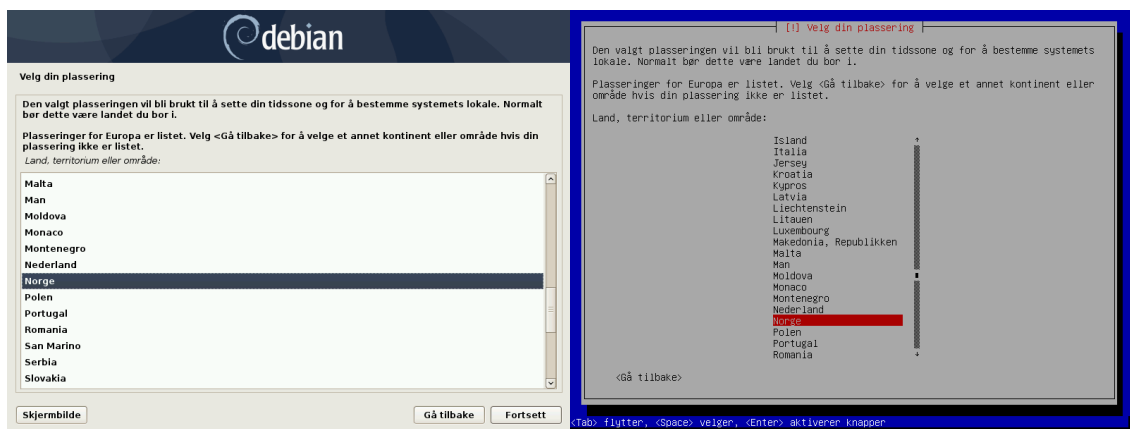 debian
Velg din plassering
Den valgt plasseringen vil bli brukt til å sette din tidssone og for å bestemme systemets lokale. Normalt
bør dette være landet du bor i.
Plasseringer for Europa er listet. Velg <Gå tilbake> for å velge et annet kontinent eller område hvis din
plassering ikke er listet.
Land, territorium eller område:
Malta
Man
Moldova
Monaco
Montenegro
Nederland
Norge
Polen
Portugal
Romania
San Marino
Serbia
Slovakia
Skjermbilde
Gå tilbake
Fortsett
[!] Velg din plassering
Den valgt plasseringen vil bli brukt til å sette din tidssone og for å bestemme systemets
lokale. Normalt bør dette være landet du bor i.
Plasseringer for Europa er listet. Velg <Gå tilbake> for å velge et annet kontinent eller
område hvis din plassering ikke er listet.
Land, territorium eller område:
Island
Italia
Jersey
Kroatia
Kypros
Latvia
Liechtenstein
Litauen
Luxembourg
Makedonia, Republikken
Malta
Man
Moldova
Monaco
Montenegro
Nederland
Norge
Polen
Portugal
Romania
<Gå tilbake>
<Tab> flytter, <Space> velger, <Enter> aktiverer knapper